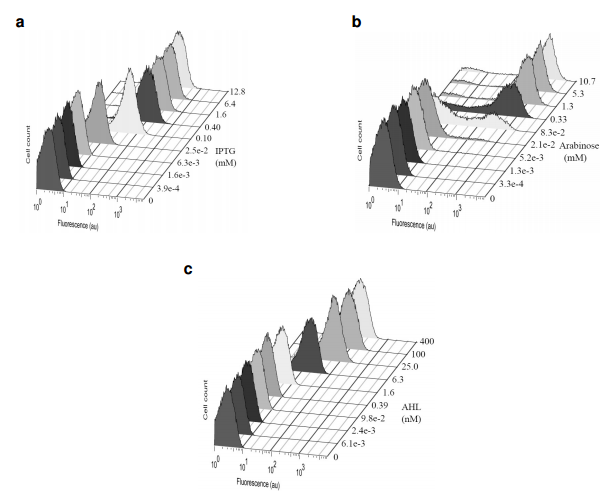 a
12.8
6.4
1.6
0.40
0.10
2.5e-2
6.3e-3
1.6e-3
3.9e-4
0
IPTG
(mM)
Cell count
10^0 10^1 10^2 10^3
Fluorescence (au)
b
10.7
5.3
1.3
0.33
8.3e-2
2.1e-2
5.2e-3
1.3e-3
3.3e-4
0
Arabinose
(mM)
Cell count
10^0 10^1 10^2 10^3
Fluorescence (au)
c
400
100
25.0
6.3
1.6
0.39
9.8e-2
2.4e-3
6.1e-3
0
AHL
(nM)
Cell count
10^0 10^1 10^2 10^3
Fluorescence (au)